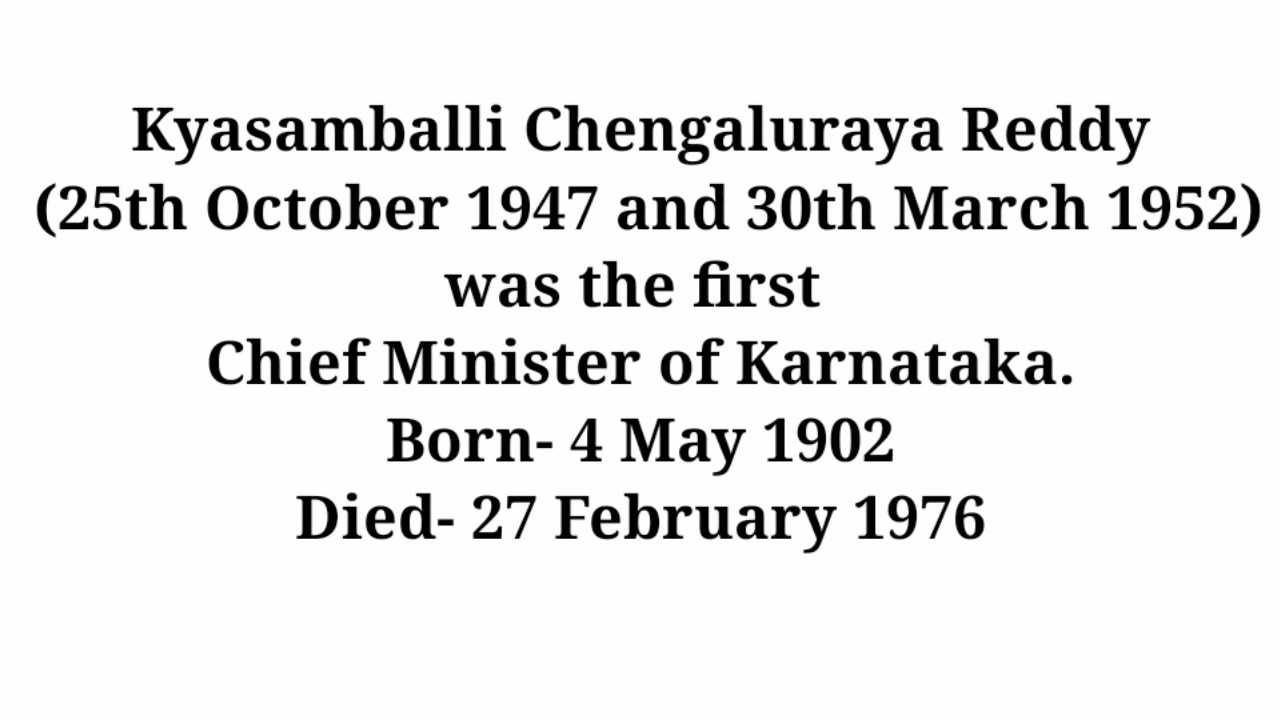 Kyasamballi Chengaluraya Reddy
(25th October 1947 and 30th March 1952)
was the first
Chief Minister of Karnataka.
Born- 4 May 1902
Died- 27 February 1976